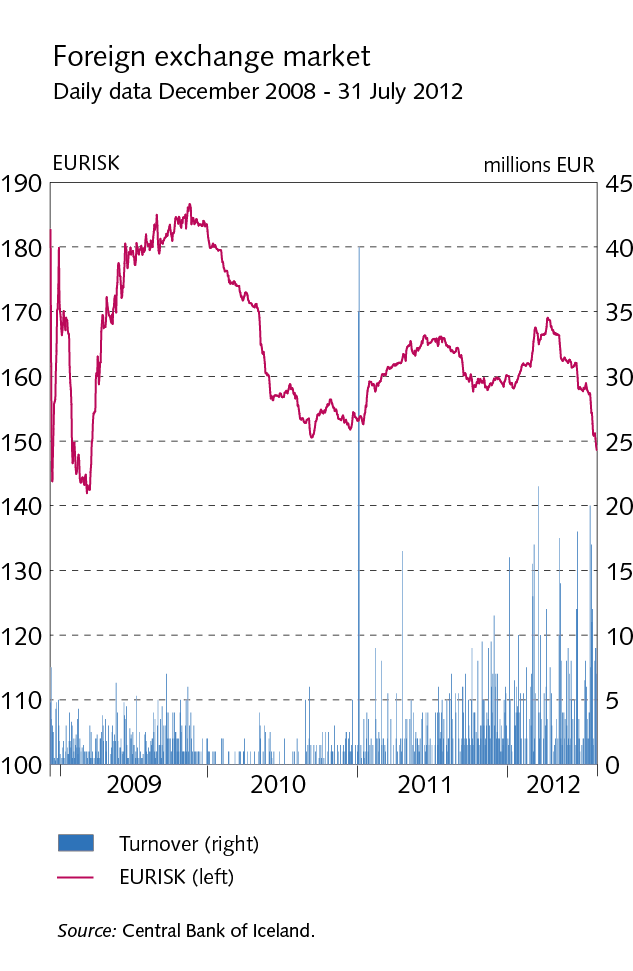 Foreign exchange market
Daily data December 2008 - 31 July 2012
EURISK millions EUR
190 45
180 40
170 35
160 30
150 25
140 20
130 15
120 10
110 5
100 0
2009 2010 2011 2012
Turnover (right)
EURISK (left)
Source: Central Bank of Iceland.